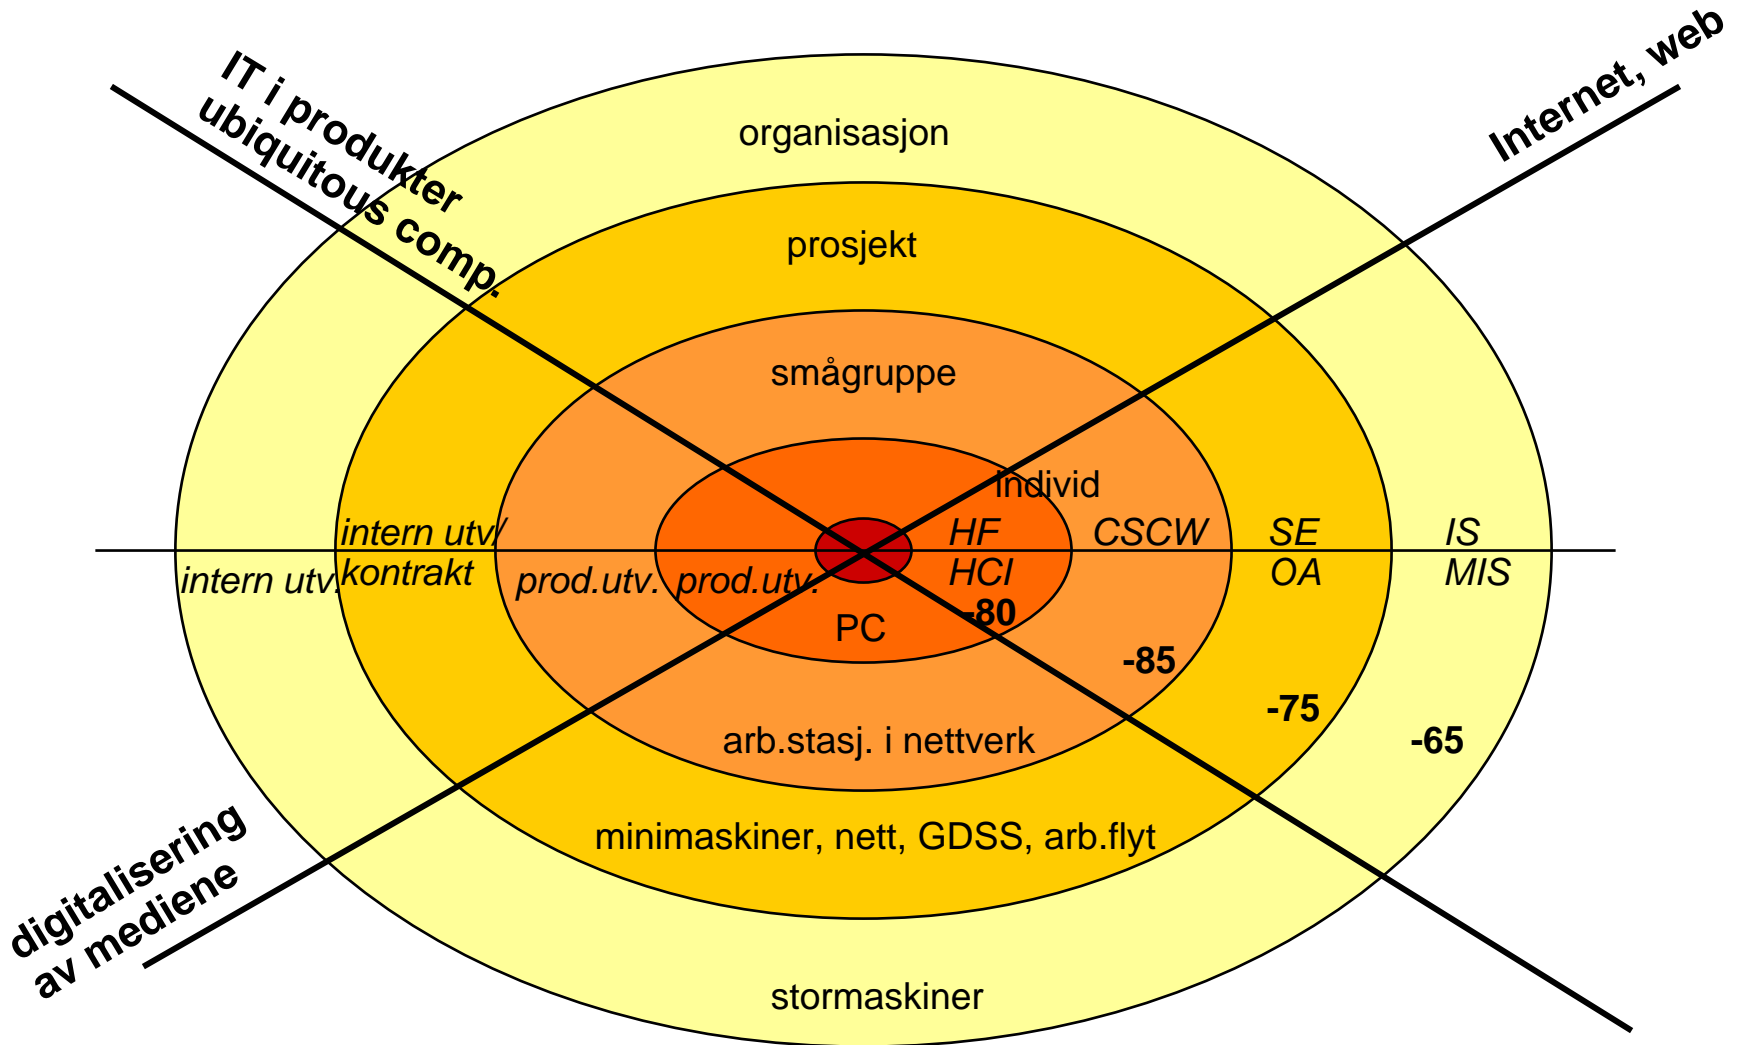 IT i produkter
ubiquitous comp.
Internet, web
organisasjon
prosjekt
smågruppe
individ
intern utv/
kontrakt
intern utv.
prod.utv.
prod.utv.
HF
HCI
CSCW
SE
OA
IS
MIS
-80
-85
-75
-65
PC
arb.stasj. i nettverk
minimaskiner, nett, GDSS, arb.flyt
stormaskiner
digitalisering
av mediene